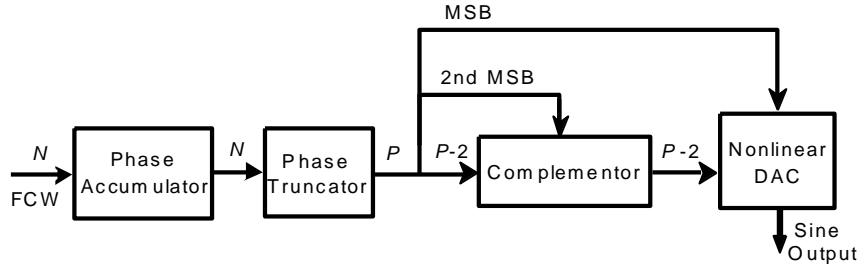 MSB
2nd MSB
N
FCW
Phase
Accumulator
N
Phase
Truncator
P
P-2
Complementor
P-2
Nonlinear
DAC
Sine
Output